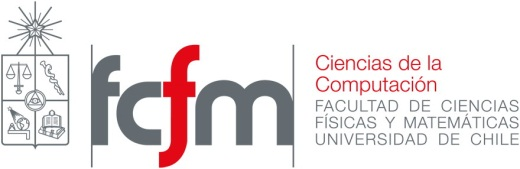 fcfm
Ciencias de la
Computación
FACULTAD DE CIENCIAS
FÍSICAS Y MATEMÁTICAS
UNIVERSIDAD DE CHILE